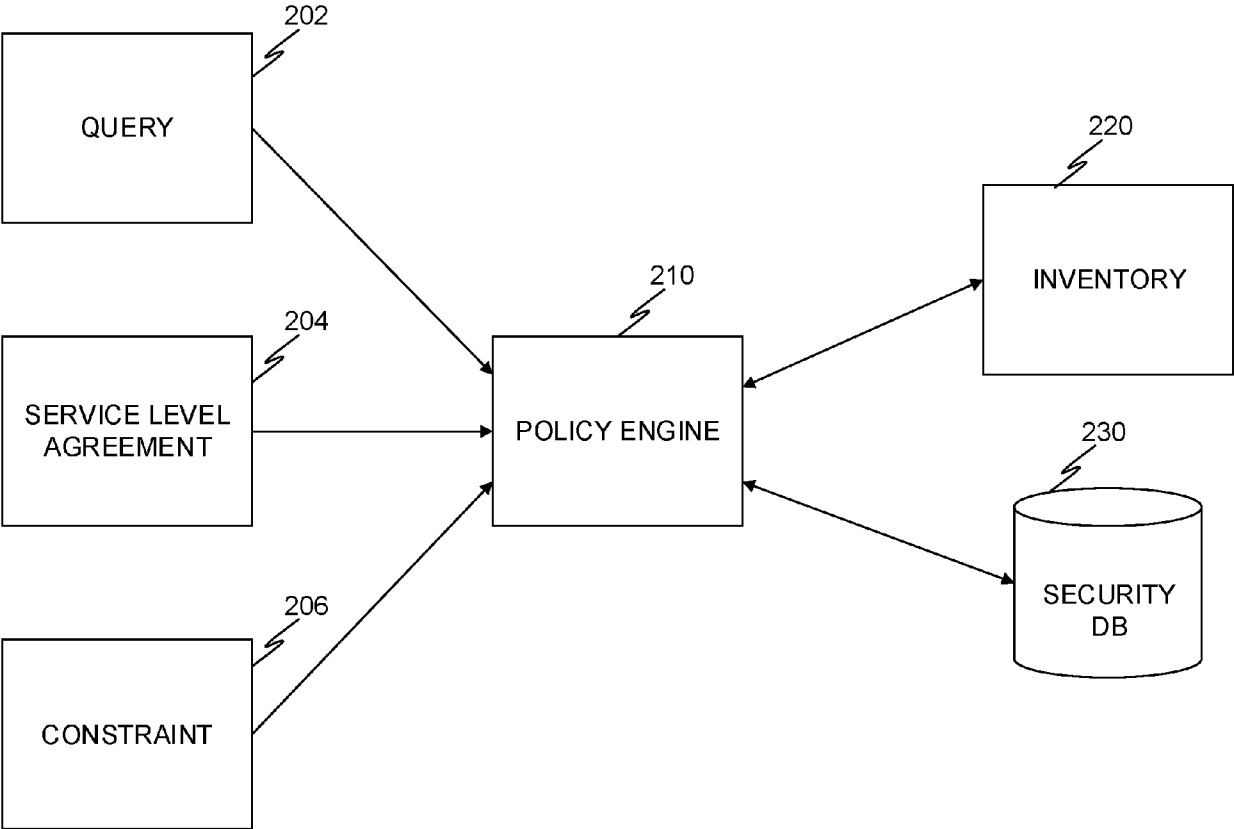 202
QUERY
220
INVENTORY
210
204
SERVICE LEVEL
AGREEMENT
POLICY ENGINE
230
SECURITY
DB
206
CONSTRAINT